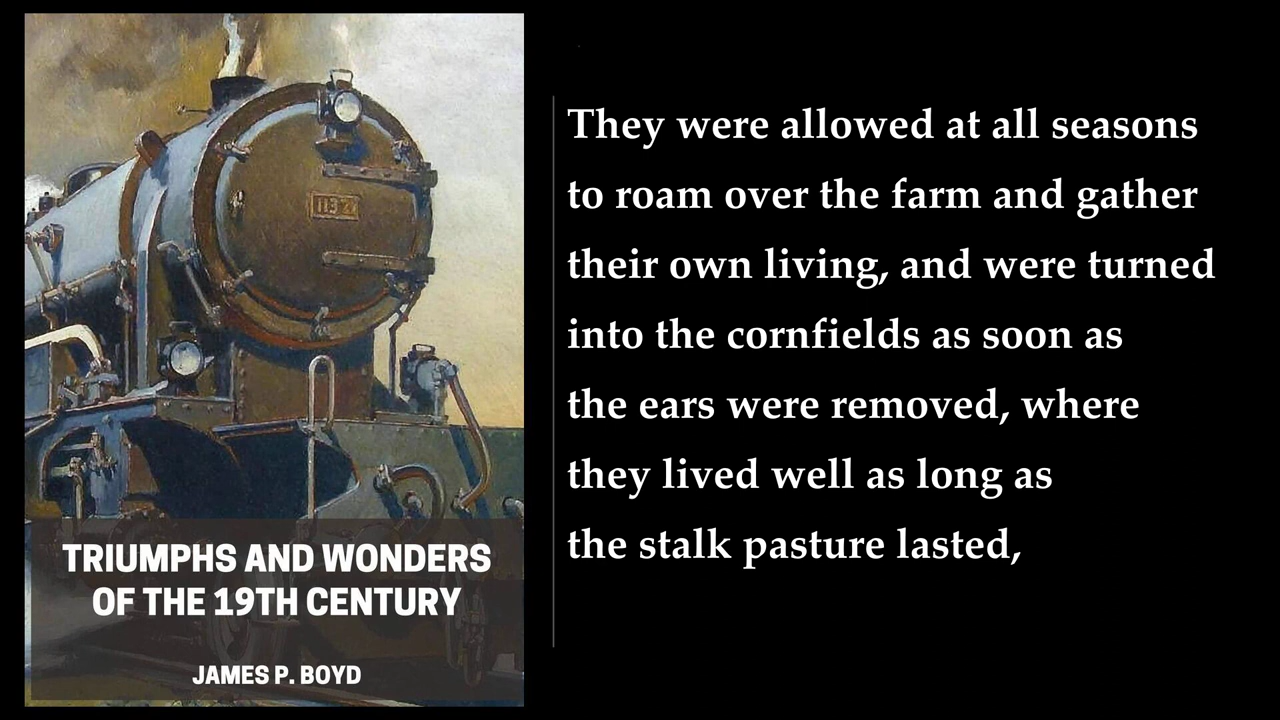 TRIUMPHS AND WONDERS
OF THE 19TH CENTURY
JAMES P. BOYD
They were allowed at all seasons
to roam over the farm and gather
their own living, and were turned
into the cornfields as soon as
the ears were removed, where
they lived well as long as
the stalk pasture lasted,